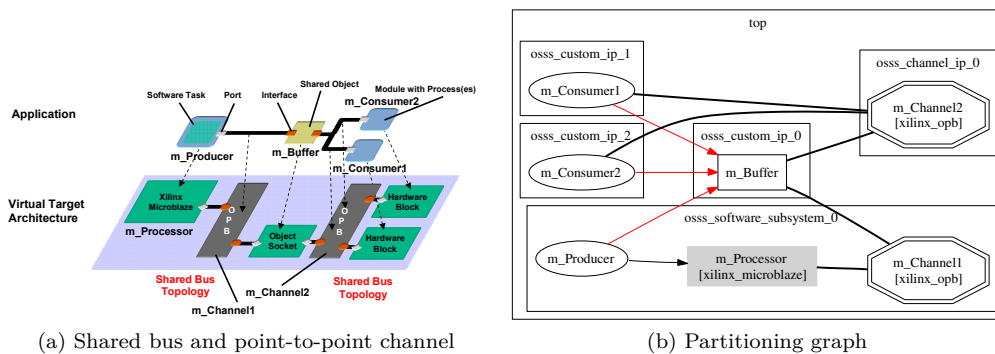 Application
Software Task
Port
Interface
Shared Object
Module with Process(es)
m_Consumer2
m_Producer
m_Buffer
m_Consumer1
Virtual Target
Architecture
Xilinx
Microblaze
m_Processor
O
P
B
Object
Socket
O
P
B
Hardware
Block
Hardware
Block
Shared Bus
Topology
m_Channel2
Shared Bus
Topology
m_Channel1
(a) Shared bus and point-to-point channel
top
osss_custom_ip_1
m_Consumer1
osss_channel_ip_0
m_Channel2
[xilinx_opb]
osss_custom_ip_2
m_Consumer2
osss_custom_ip_0
m_Buffer
osss_software_subsystem_0
m_Producer
m_Processor
[xilinx_microblaze]
m_Channel1
[xilinx_opb]
(b) Partitioning graph